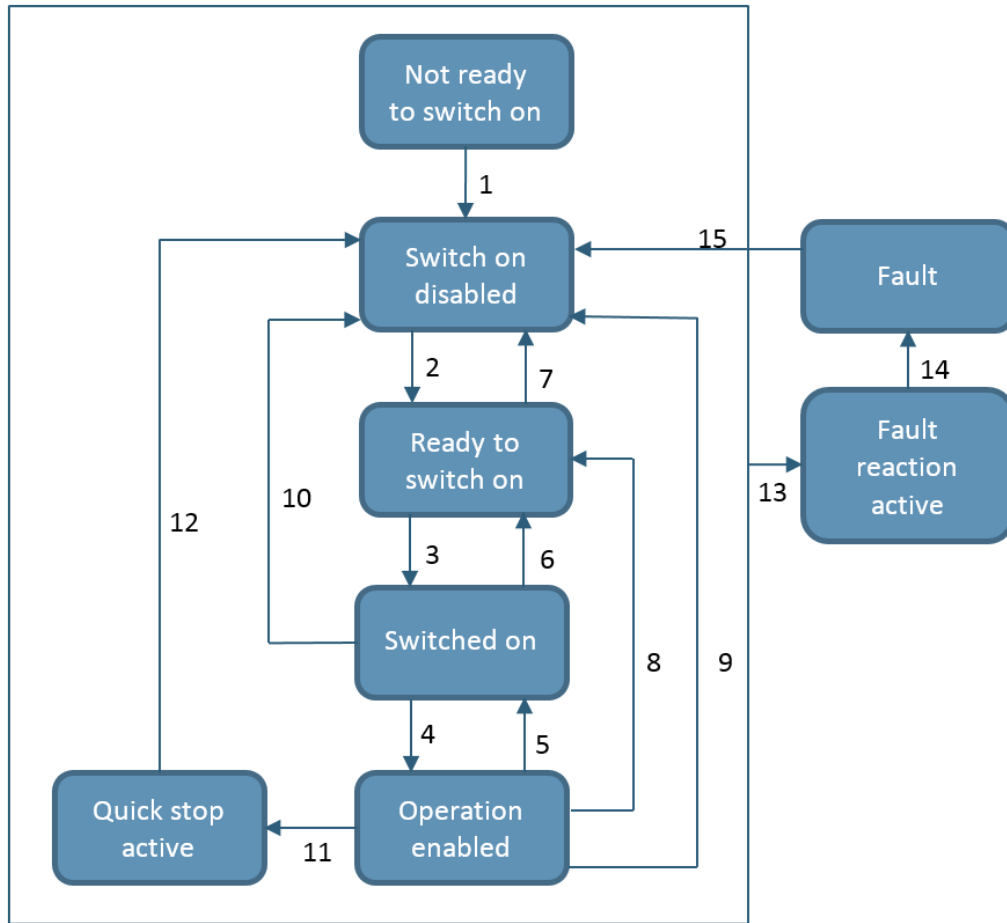 Not ready
to switch on
1
Switch on
disabled
15
Fault
2
7
14
Ready to
switch on
Fault
reaction
active
13
12
10
3
6
Switched on
8
9
4
5
Quick stop
active
11
Operation
enabled